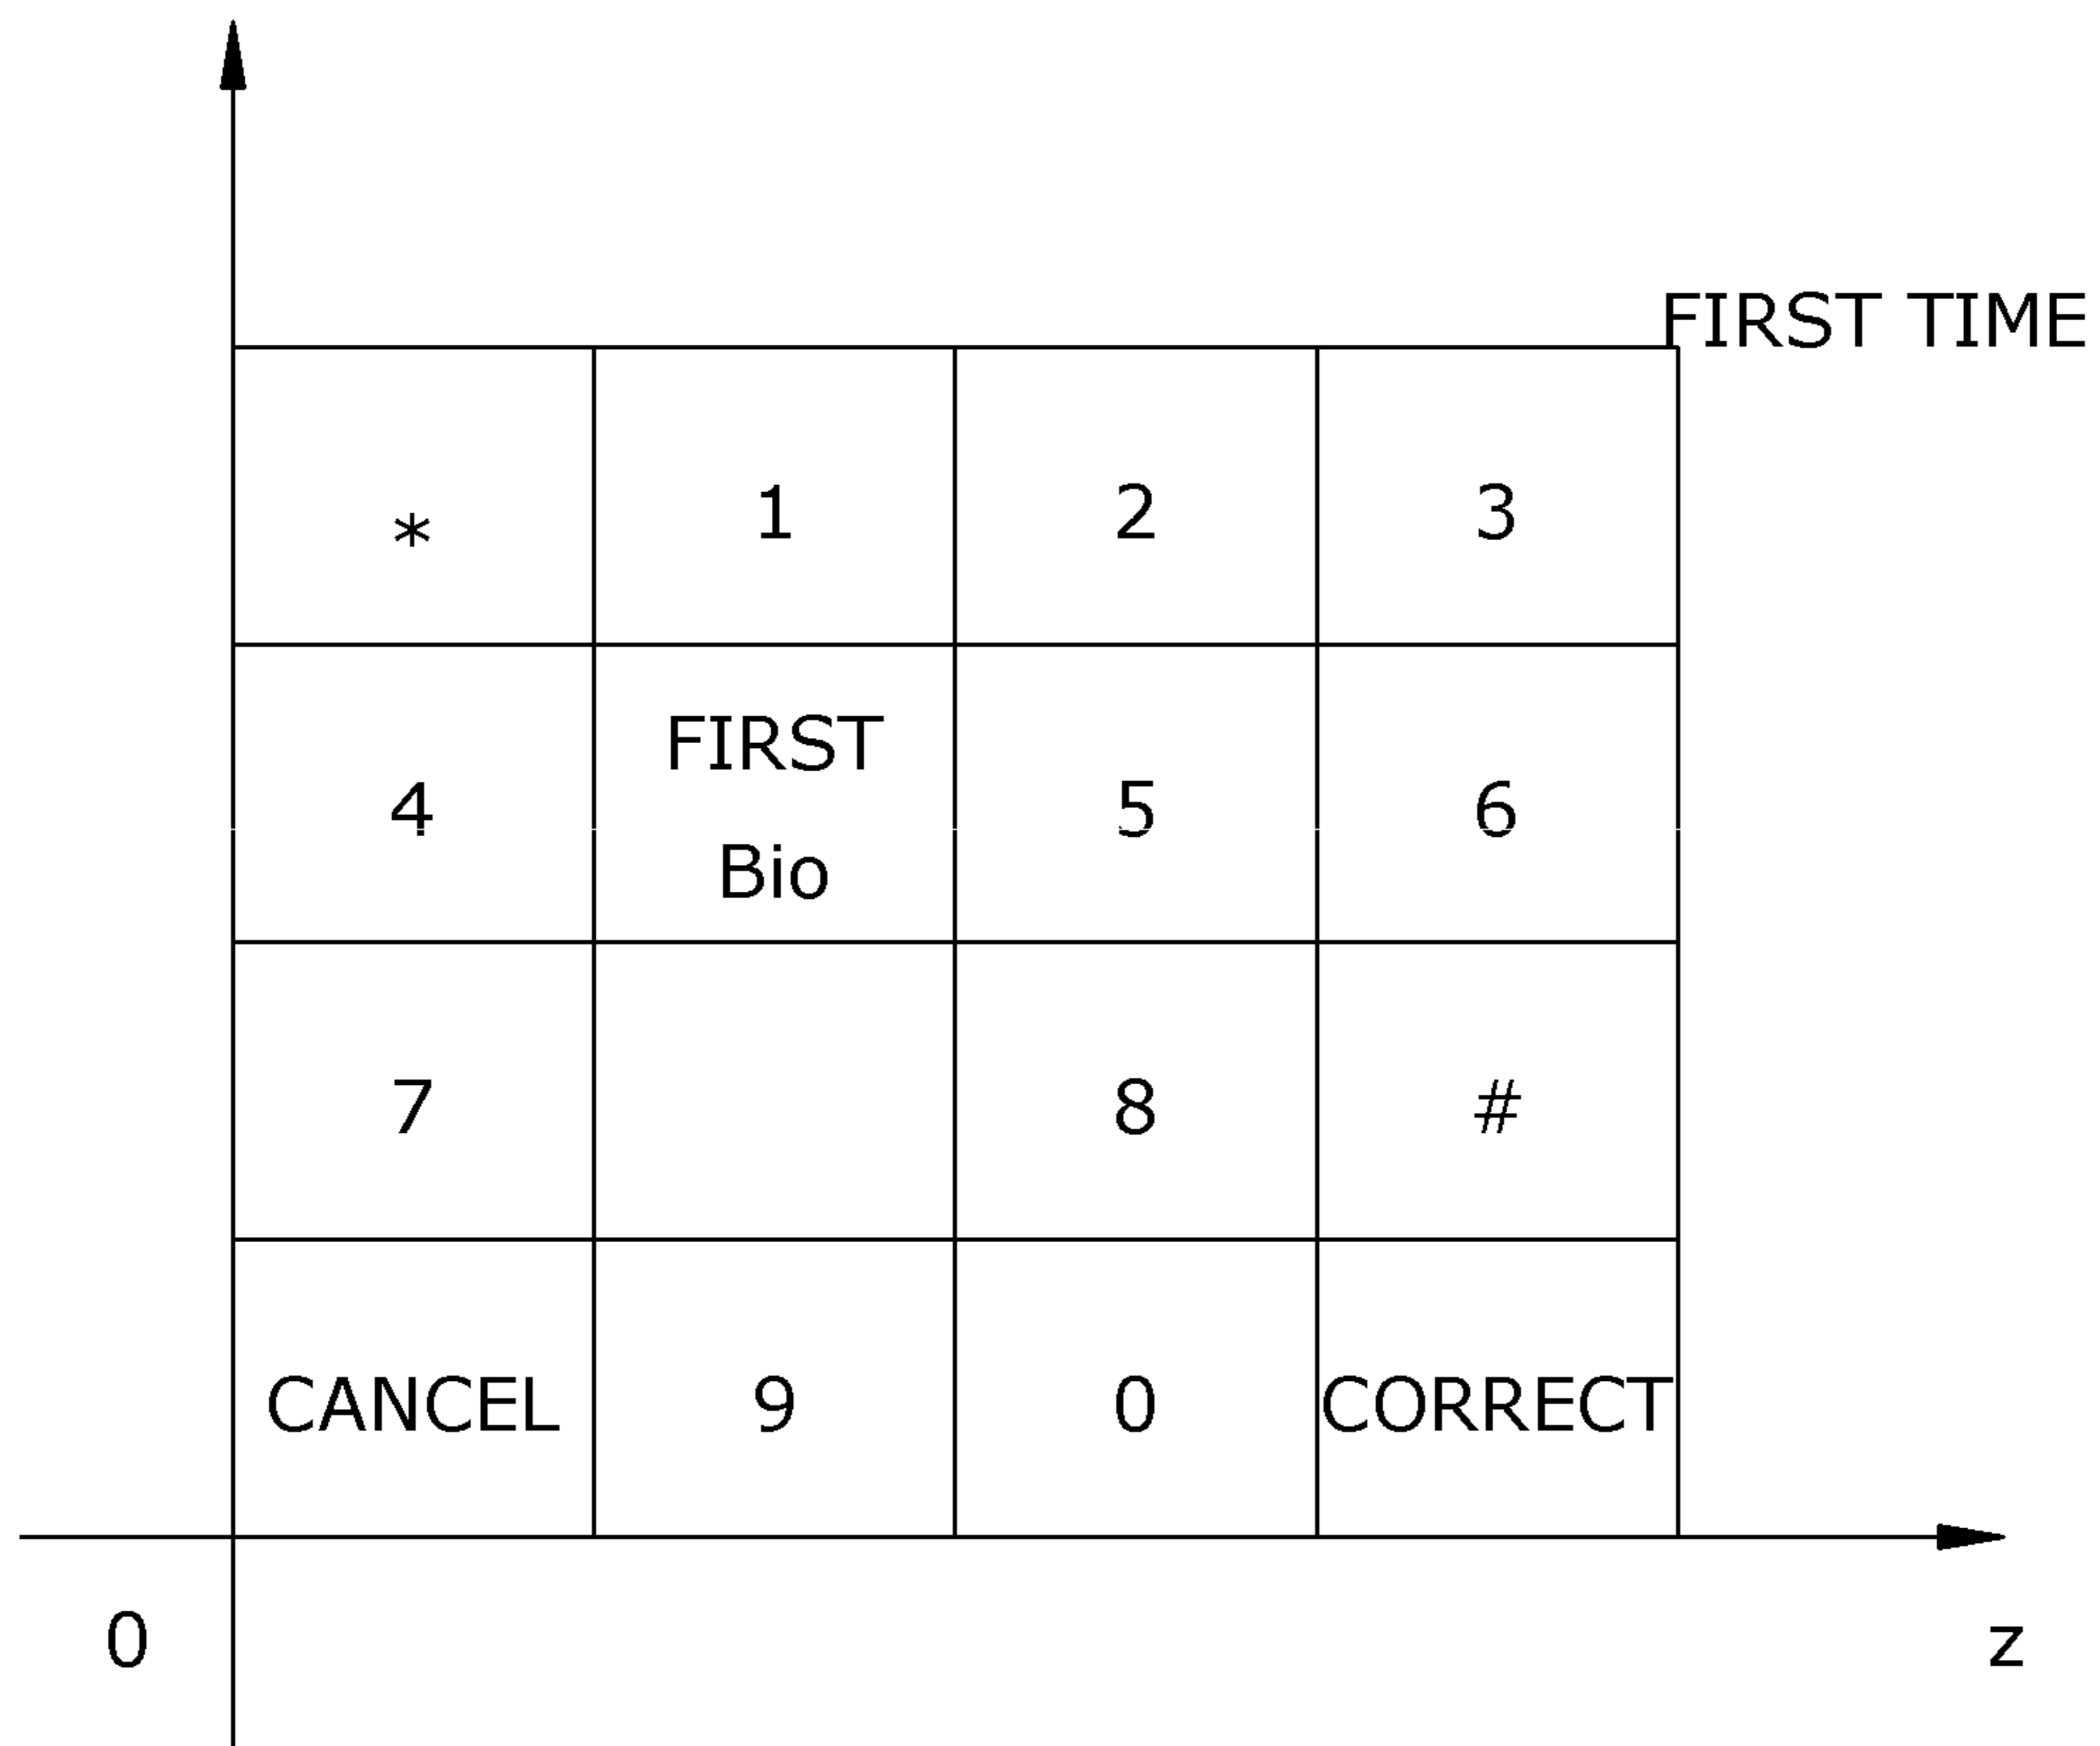 FIRST TIME
* 1 2 3
4 FIRST Bio 5 6
7 8 #
CANCEL 9 0 CORRECT
0 z